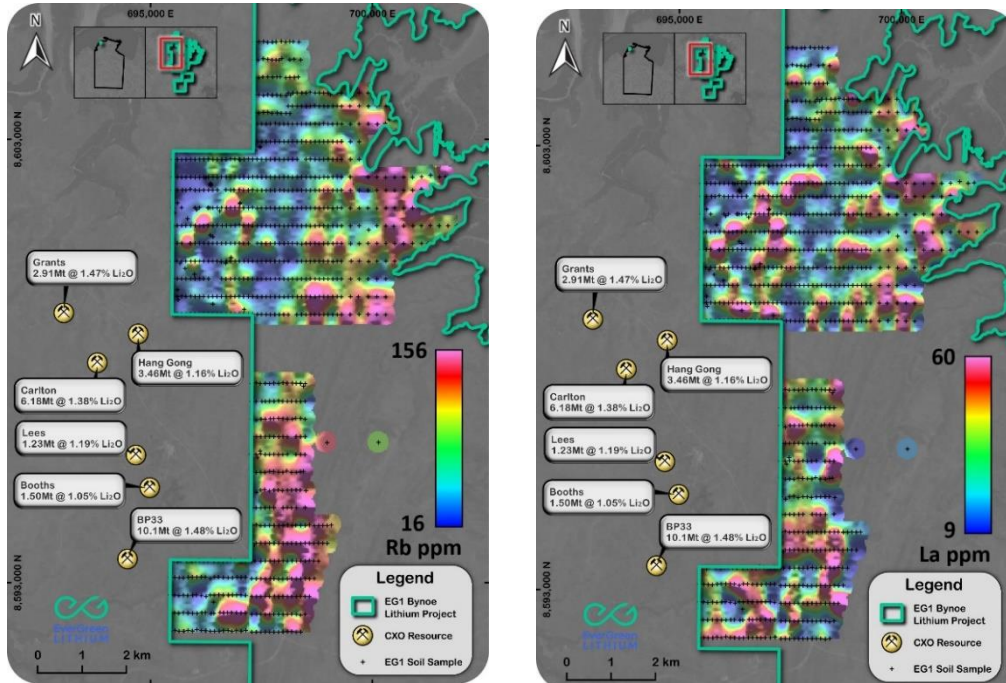 695,000 E
700,000 E
N
8,603,000 N
Grants
2.91Mt @ 1.47% Li₂O
Hang Gong
3.46Mt @ 1.16% Li₂O
Carlton
6.18Mt @ 1.38% Li₂O
Lees
1.23Mt @ 1.19% Li₂O
Booths
1.50Mt @ 1.05% Li₂O
BP33
10.1Mt @ 1.48% Li₂O
156
16
Rb ppm
8,593,000 N
EverGreen
LITHIUM
0 1 2 km
Legend
EG1 Bynoe
Lithium Project
CXO Resource
EG1 Soil Sample
695,000 E
700,000 E
N
8,603,000 N
Grants
2.91Mt @ 1.47% Li₂O
Hang Gong
3.46Mt @ 1.16% Li₂O
Carlton
6.18Mt @ 1.38% Li₂O
Lees
1.23Mt @ 1.19% Li₂O
Booths
1.50Mt @ 1.05% Li₂O
BP33
10.1Mt @ 1.48% Li₂O
60
9
La ppm
8,593,000 N
EverGreen
LITHIUM
0 1 2 km
Legend
EG1 Bynoe
Lithium Project
CXO Resource
EG1 Soil Sample